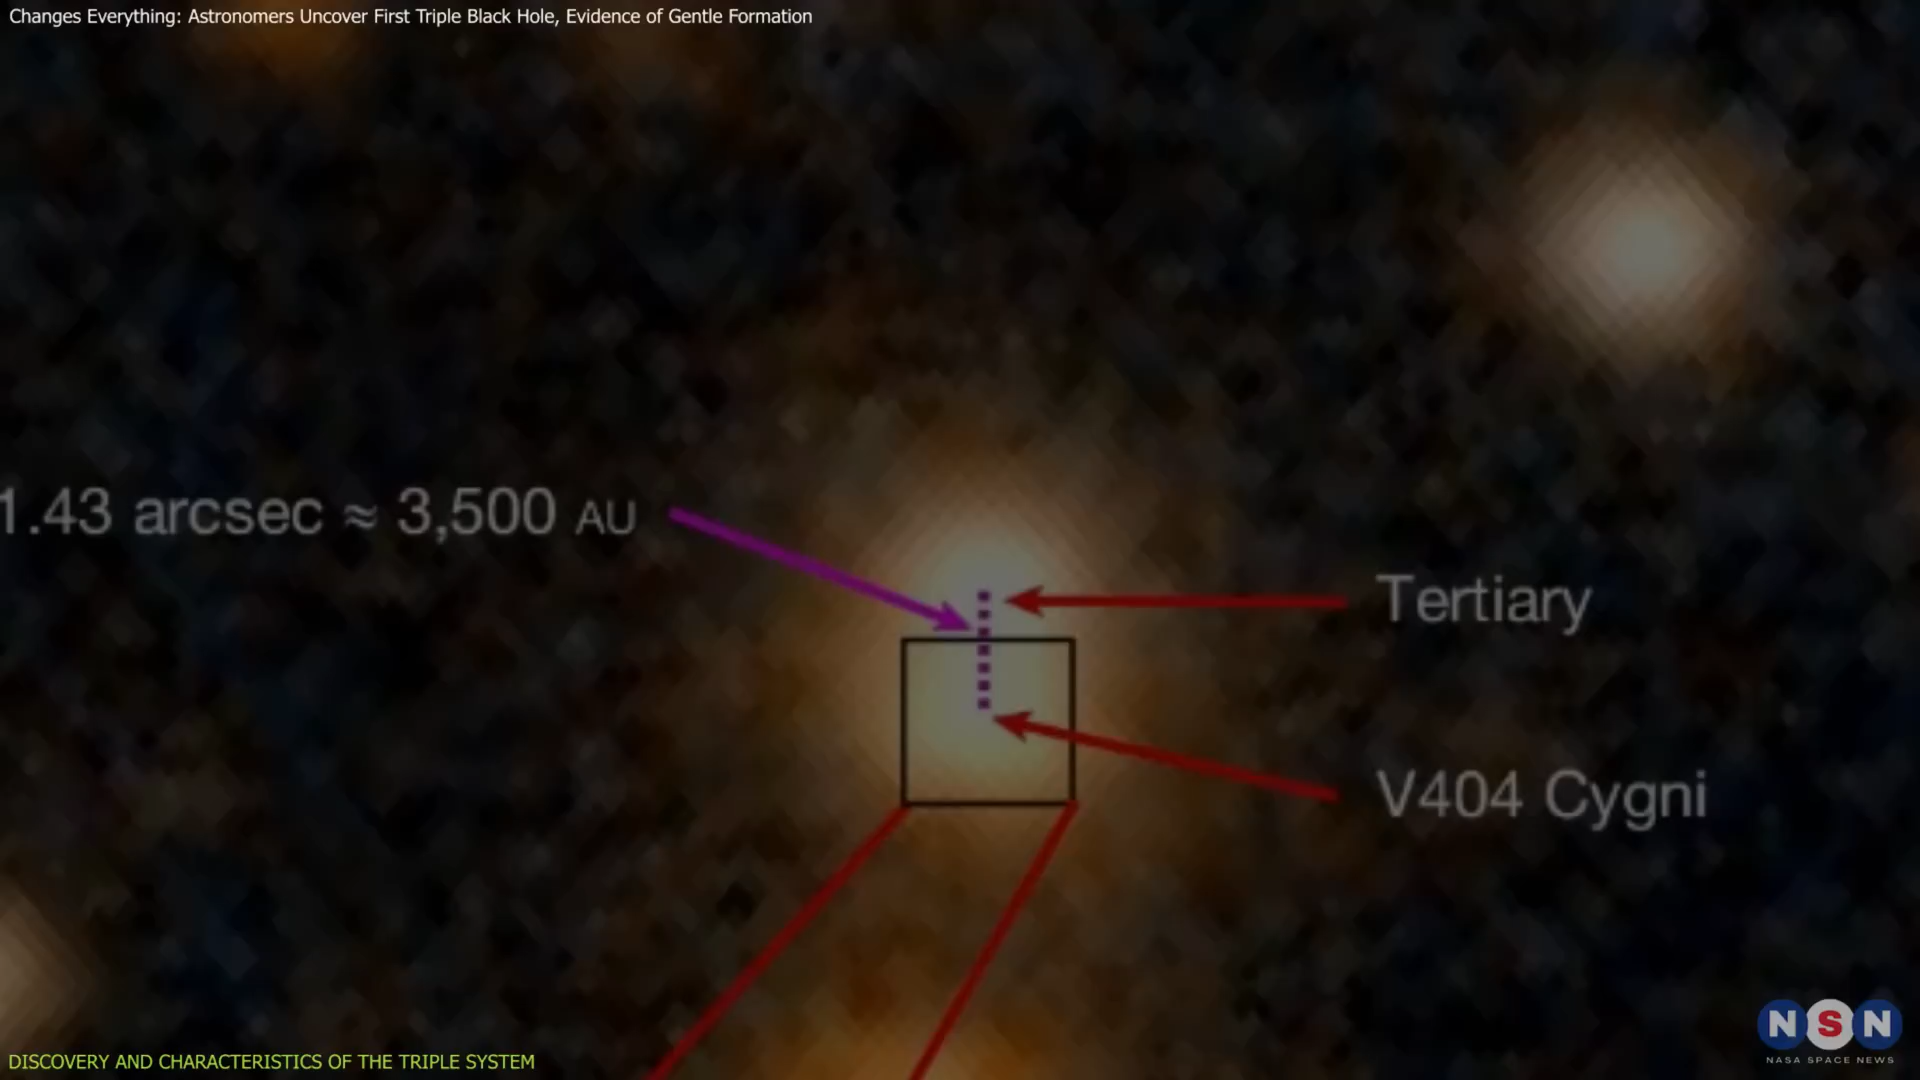 Changes Everything: Astronomers Uncover First Triple Black Hole, Evidence of Gentle Formation
1.43 arcsec ≈ 3,500 AU
Tertiary
V404 Cygni
DISCOVERY AND CHARACTERISTICS OF THE TRIPLE SYSTEM
NSN
NASA SPACE NEWS